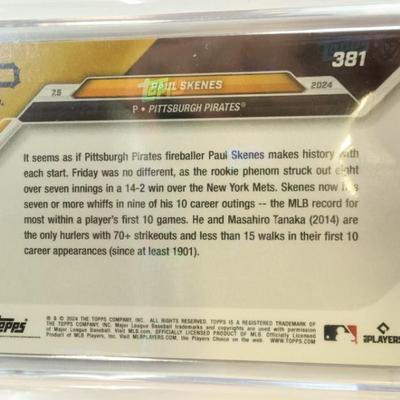 381
PAUL SKENES
7.5
2024
P • PITTSBURGH PIRATES®
It seems as if Pittsburgh Pirates fireballer Paul Skenes makes history with
each start. Friday was no different, as the rookie phenom struck out eight
over seven innings in a 14-2 win over the New York Mets. Skenes now has
seven or more whiffs in nine of his 10 career outings -- the MLB record for
most within a player's first 10 games. He and Masahiro Tanaka (2014) are
the only hurlers with 70+ strikeouts and less than 15 walks in their first 10
career appearances (since at least 1901).
TOPPS
® & © 2024 THE TOPPS COMPANY, INC. ALL RIGHTS RESERVED. TOPPS IS A REGISTERED TRADEMARK OF
THE TOPPS COMPANY, INC. Major League Baseball trademarks and copyrights are used with permission
of Major League Baseball. Visit MLB.com. OFFICIALLY LICENSED PRODUCT OF MAJOR LEAGUE BASEBALL PLAYERS. Officially Licensed
Product of MLB Players, Inc. Visit MLBPLAYERS.com, the Players Choice on the web. WWW.TOPPS.COM
PLAYERS